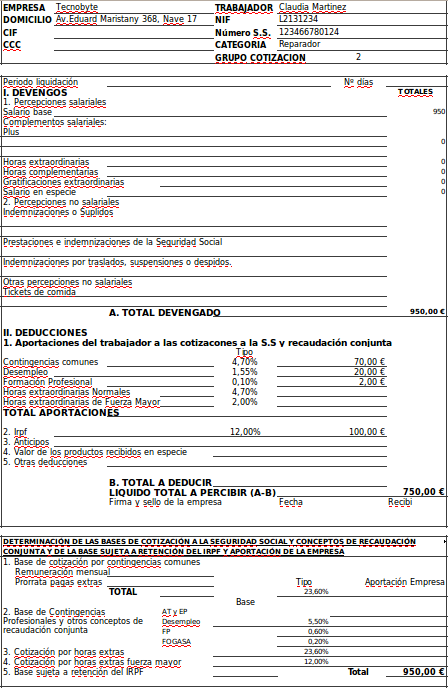 EMPRESA Tecnobyte TRABAJADOR Claudia Martinez
DOMICILIO Av.Eduard Maristany 368, Nave 17 NIF L2131234
CIF Número S.S. 123466780124
CCC CATEGORIA Reparador
GRUPO COTIZACION 2
Periodo liquidación Nº días
I. DEVENGOS TOTALES
1. Percepciones salariales
Salario base 950
Complementos salariales:
Plus
0
Horas extraordinarias 0
Horas complementarias 0
Gratificaciones extraordinarias 0
Salario en especie 0
2. Percepciones no salariales
Indemnizaciones o Suplidos
Prestaciones e indemnizaciones de la Seguridad Social
Indemnizaciones por traslados, suspensiones o despidos.
Otras percepciones no salariales
Tickets de comida
A. TOTAL DEVENGADO 950,00 €
II. DEDUCCIONES
1. Aportaciones del trabajador a las cotizacones a la S.S y recaudación conjunta
Tipo
Contingencias comunes 4,70% 70,00 €
Desempleo 1,55% 20,00 €
Formación Profesional 0,10% 2,00 €
Horas extraordinarias Normales 4,70%
Horas extraordinarias de Fuerza Mayor 2,00%
TOTAL APORTACIONES
2. Irpf 12,00% 100,00 €
3. Anticipos
4. Valor de los productos recibidos en especie
5. Otras deducciones
B. TOTAL A DEDUCIR
LIQUIDO TOTAL A PERCIBIR (A-B) 750,00 €
Firma y sello de la empresa Fecha Recibi
DETERMINACIÓN DE LAS BASES DE COTIZACIÓN A LA SEGURIDAD SOCIAL Y CONCEPTOS DE RECAUDACIÓN
CONJUNTA Y DE LA BASE SUJETA A RETENCIÓN DEL IRPF Y APORTACIÓN DE LA EMPRESA
1. Base de cotización por contingencias comunes
Remuneración mensual
Prorrata pagas extras Tipo Aportación Empresa
TOTAL 23,60%
Base
2. Base de Contingencias AT y EP
Profesionales y otros conceptos de Desempleo 5,50%
recaudación conjunta FP 0,60%
FOGASA 0,20%
3. Cotización por horas extras 23,60%
4. Cotización por horas extras fuerza mayor 12,00%
5. Base sujeta a retención del IRPF Total 950,00 €